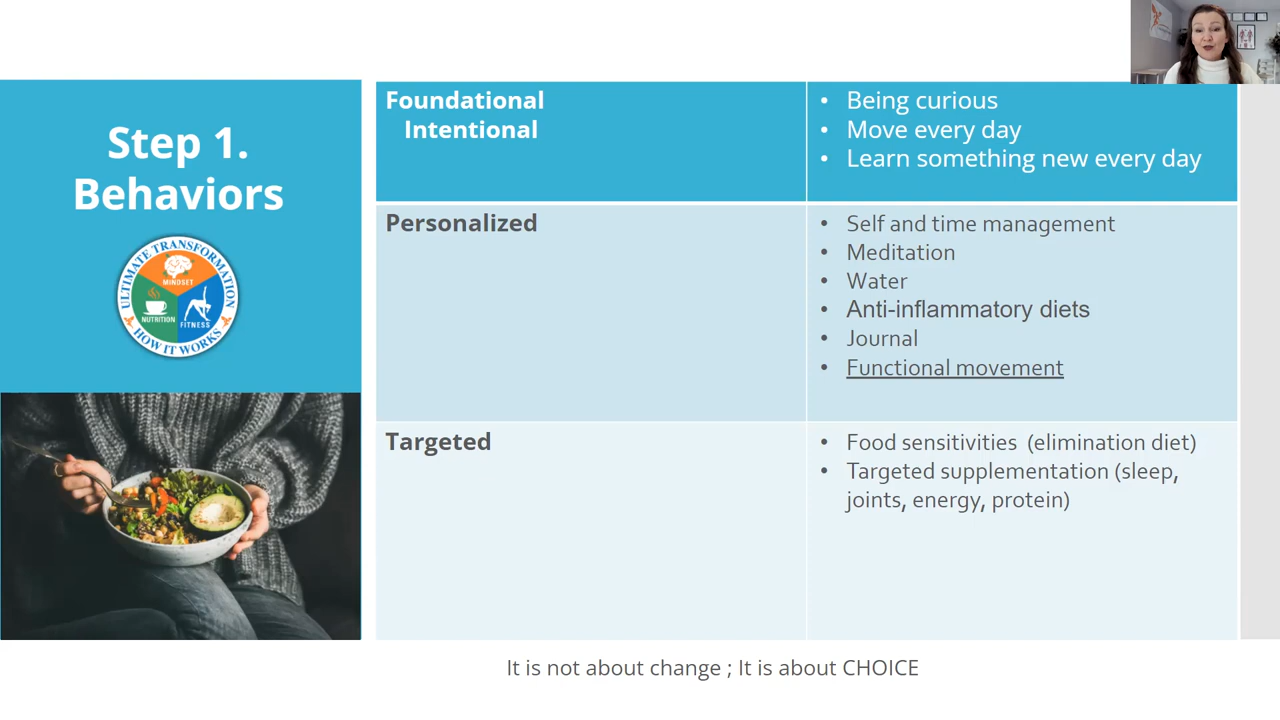 Step 1.
Behaviors
ULTIMATE TRANSFORMATION
MINDSET
NUTRITION
FITNESS
HOW IT WORKS
Foundational
Intentional
• Being curious
• Move every day
• Learn something new every day
Personalized
• Self and time management
• Meditation
• Water
• Anti-inflammatory diets
• Journal
• Functional movement
Targeted
• Food sensitivities (elimination diet)
• Targeted supplementation (sleep,
joints, energy, protein)
It is not about change ; It is about CHOICE